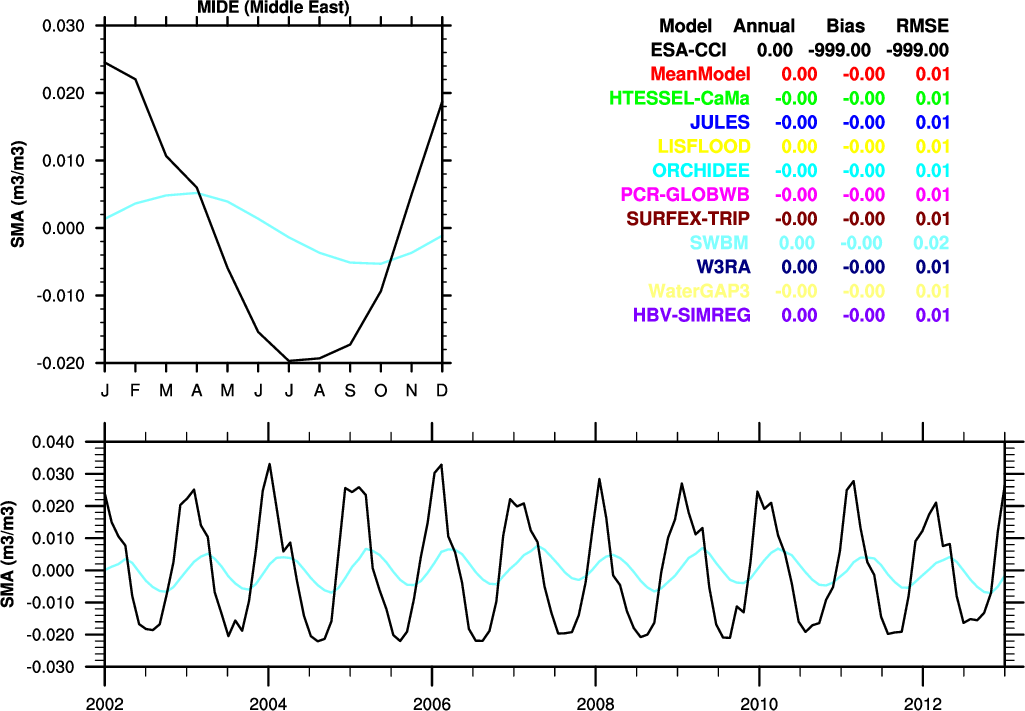 MIDE (Middle East)
0.030
0.020
0.010
0.000
-0.010
-0.020
SMA (m3/m3)
J F M A M J J A S O N D
Model Annual Bias RMSE
ESA-CCI 0.00 -999.00 -999.00
MeanModel 0.00 -0.00 0.01
HTESSEL-CaMa -0.00 -0.00 0.01
JULES -0.00 -0.00 0.01
LISFLOOD 0.00 -0.00 0.01
ORCHIDEE -0.00 -0.00 0.01
PCR-GLOBWB -0.00 -0.00 0.01
SURFEX-TRIP -0.00 -0.00 0.01
SWBM 0.00 -0.00 0.02
W3RA 0.00 -0.00 0.01
WaterGAP3 -0.00 -0.00 0.01
HBV-SIMREG 0.00 -0.00 0.01
0.040
0.030
0.020
0.010
0.000
-0.010
-0.020
-0.030
SMA (m3/m3)
2002 2004 2006 2008 2010 2012